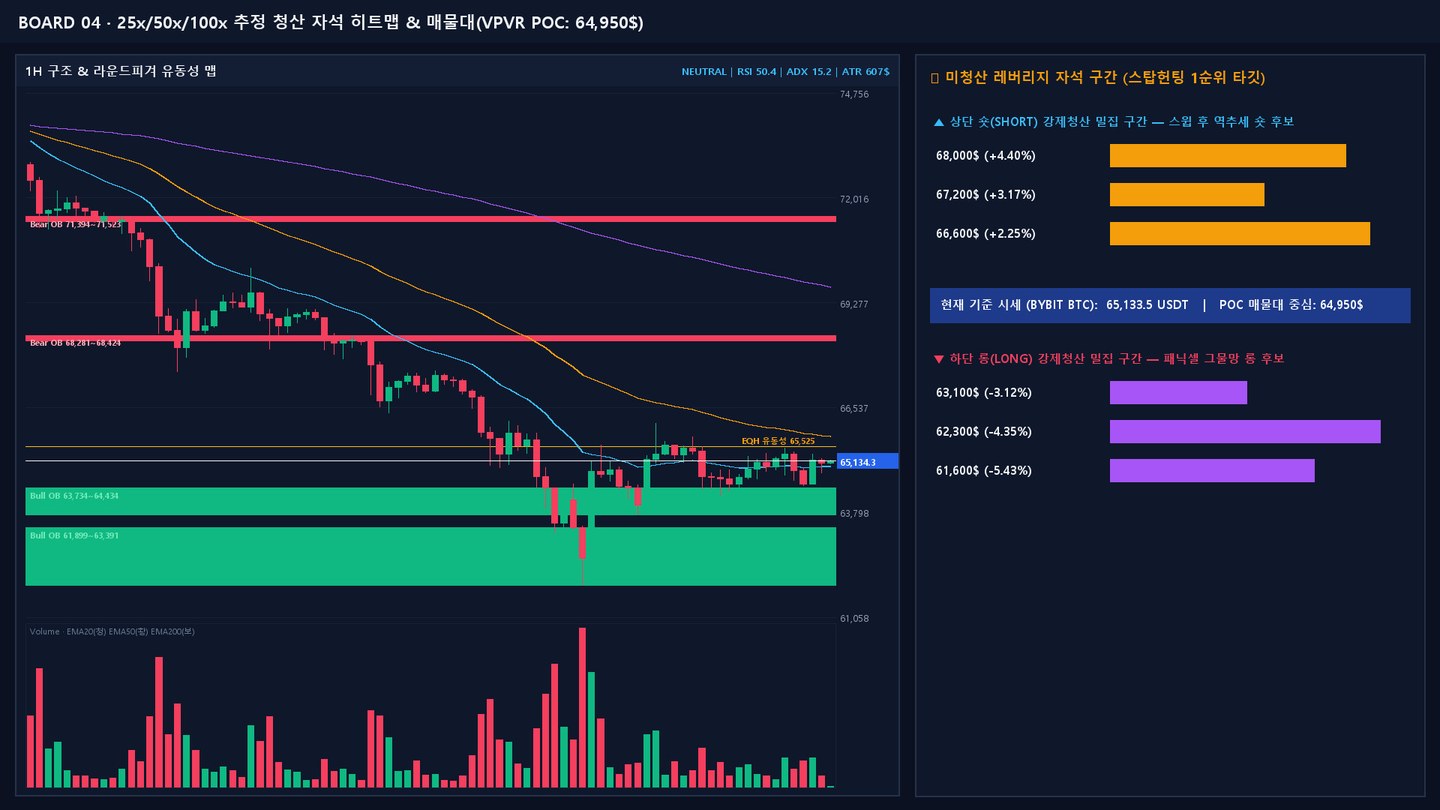 BOARD 04 · 25x/50x/100x 추정 청산 자석 히트맵 & 매물대(VPVR POC: 64,950$)
1H 구조 & 라운드피겨 유동성 맵
NEUTRAL | RSI 50.4 | ADX 15.2 | ATR 607$
74,756
72,016
Bear OB 71,394~71,523
69,277
Bear OB 68,281~68,424
66,537
EQH 유동성 65,525
65,134.3
Bull OB 63,734~64,434
63,798
Bull OB 61,899~63,391
61,058
Volume · EMA20(청) EMA50(황) EMA200(보)
미청산 레버리지 자석 구간 (스탑헌팅 1순위 타깃)
▲ 상단 숏(SHORT) 강제청산 밀집 구간 — 스윕 후 역추세 숏 후보
68,000$ (+4.40%)
67,200$ (+3.17%)
66,600$ (+2.25%)
현재 기준 시세 (BYBIT BTC): 65,133.5 USDT | POC 매물대 중심: 64,950$
▼ 하단 롱(LONG) 강제청산 밀집 구간 — 패닉셀 그물망 롱 후보
63,100$ (-3.12%)
62,300$ (-4.35%)
61,600$ (-5.43%)